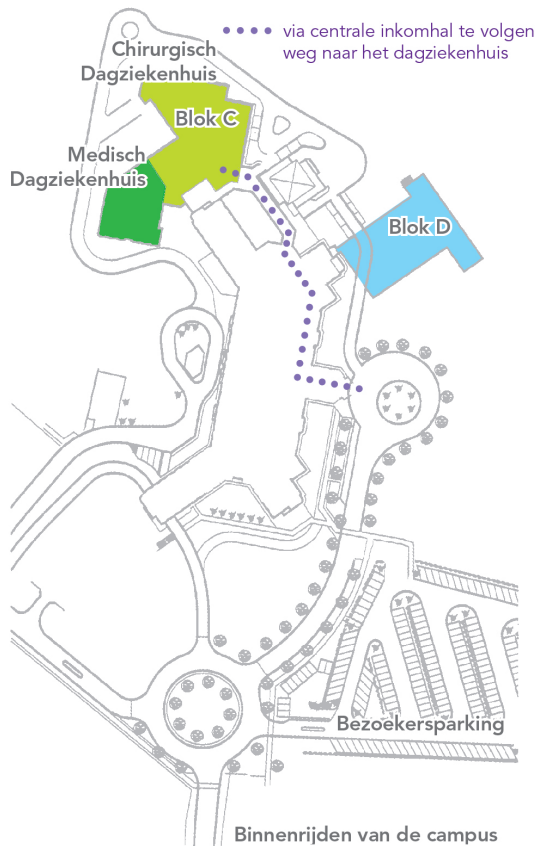 via centrale inkomhal te volgen
weg naar het dagziekenhuis
Chirurgisch
Dagziekenhuis
Blok C
Medisch
Dagziekenhuis
Blok D
Bezoekersparking
Binnenrijden van de campus